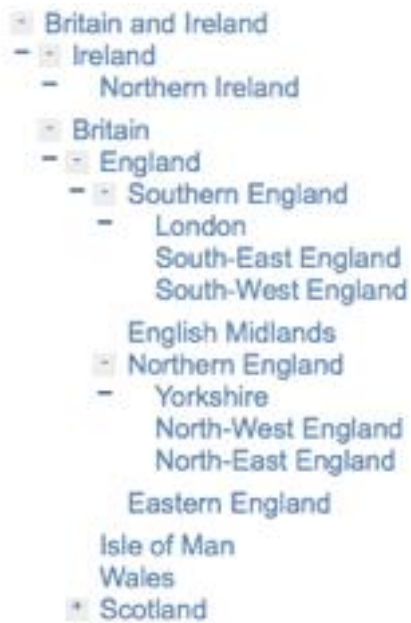 Britain and Ireland
Ireland
Northern Ireland
Britain
England
Southern England
London
South-East England
South-West England
English Midlands
Northern England
Yorkshire
North-West England
North-East England
Eastern England
Isle of Man
Wales
Scotland